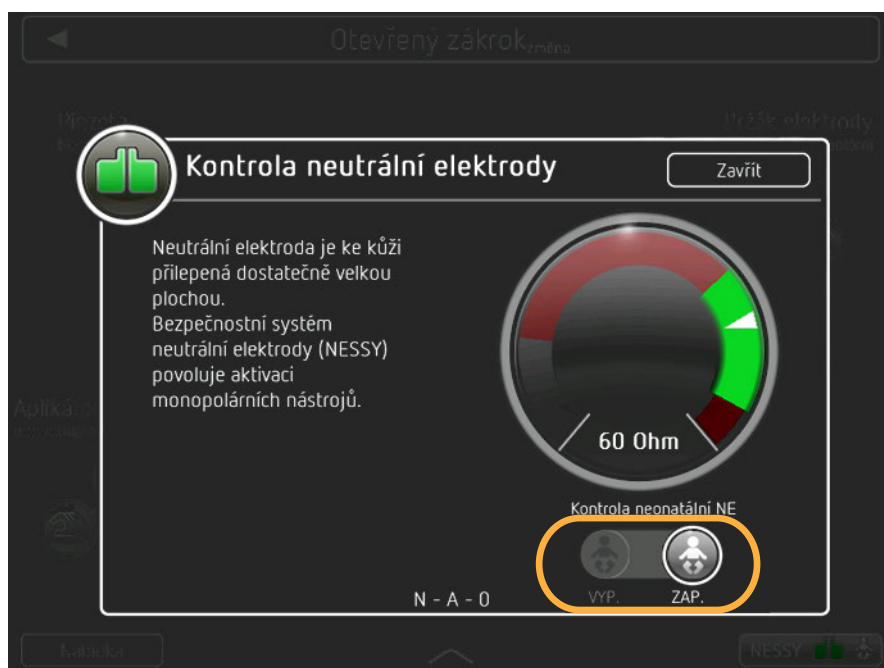 Otevřený zákrok změna
Kontrola neutrální elektrody
Zavřít
Neutrální elektroda je ke kůži
přilepená dostatečně velkou
plochou.
Bezpečnostní systém
neutrální elektrody (NESSY)
povoluje aktivaci
monopolárních nástrojů.
60 Ohm
Kontrola neonatální NE
VYP.
ZAP.
N - A - 0
Nabídka
NESSY